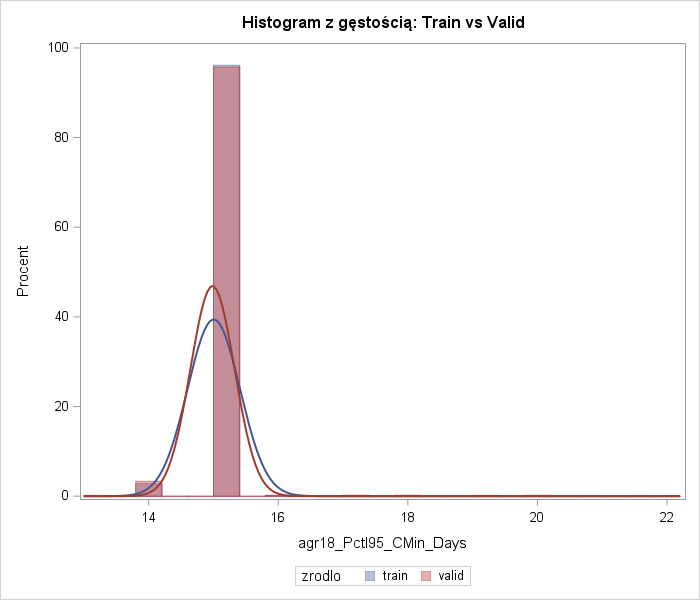 Histogram z gęstością: Train vs Valid
100
80
60
40
20
0
Procent
14 16 18 20 22
agr18_Pctl95_CMin_Days
zrodlo train valid